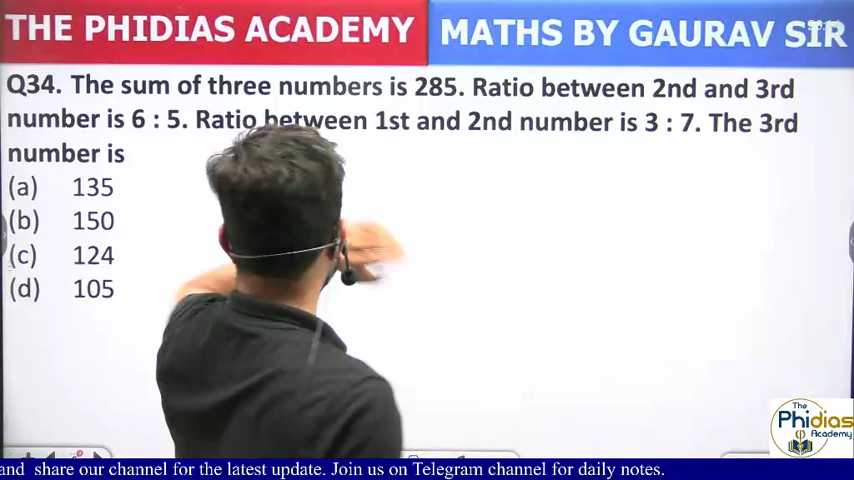 THE PHIDIAS ACADEMY
MATHS BY GAURAV SIR
Q34. The sum of three numbers is 285. Ratio between 2nd and 3rd
number is 6 : 5. Ratio between 1st and 2nd number is 3 : 7. The 3rd
number is
(a) 135
(b) 150
(c) 124
(d) 105
The
Phidias
Academy
and share our channel for the latest update. Join us on Telegram channel for daily notes.